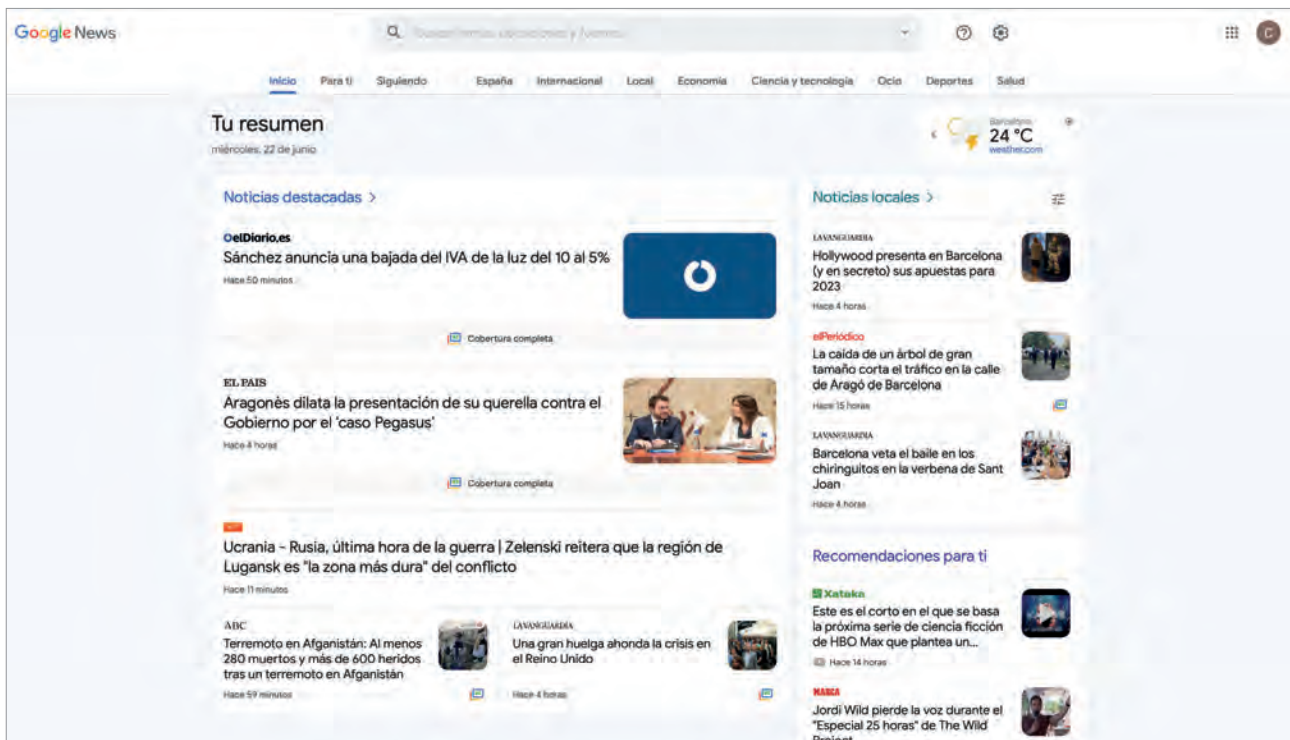 Google News
C
Inicio Para ti Siguiendo España Internacional Local Economía Ciencia y tecnología Ocio Deportes Salud
Tu resumen
miércoles, 22 de junio
Barcelona
24 °C
weather.com
Noticias destacadas >
elDiario.es
Sánchez anuncia una bajada del IVA de la luz del 10 al 5%
Hace 50 minutos
Cobertura completa
EL PAIS
Aragonès dilata la presentación de su querella contra el
Gobierno por el 'caso Pegasus'
Hace 4 horas
Cobertura completa
Ucrania - Rusia, última hora de la guerra | Zelenski reitera que la región de
Lugansk es "la zona más dura" del conflicto
Hace 11 minutos
ABC
Terremoto en Afganistán: Al menos
280 muertos y más de 600 heridos
tras un terremoto en Afganistán
Hace 59 minutos
LAVANGUARDIA
Una gran huelga ahonda la crisis en
el Reino Unido
Hace 4 horas
Noticias locales >
LAVANGUARDIA
Hollywood presenta en Barcelona
(y en secreto) sus apuestas para
2023
Hace 4 horas
elPeriódico
La caída de un árbol de gran
tamaño corta el tráfico en la calle
de Aragó de Barcelona
Hace 15 horas
LAVANGUARDIA
Barcelona veta el baile en los
chiringuitos en la verbena de Sant
Joan
Hace 4 horas
Recomendaciones para ti
Xataka
Este es el corto en el que se basa
la próxima serie de ciencia ficción
de HBO Max que plantea un...
Hace 14 horas
MARCA
Jordi Wild pierde la voz durante el
"Especial 25 horas" de The Wild
Project